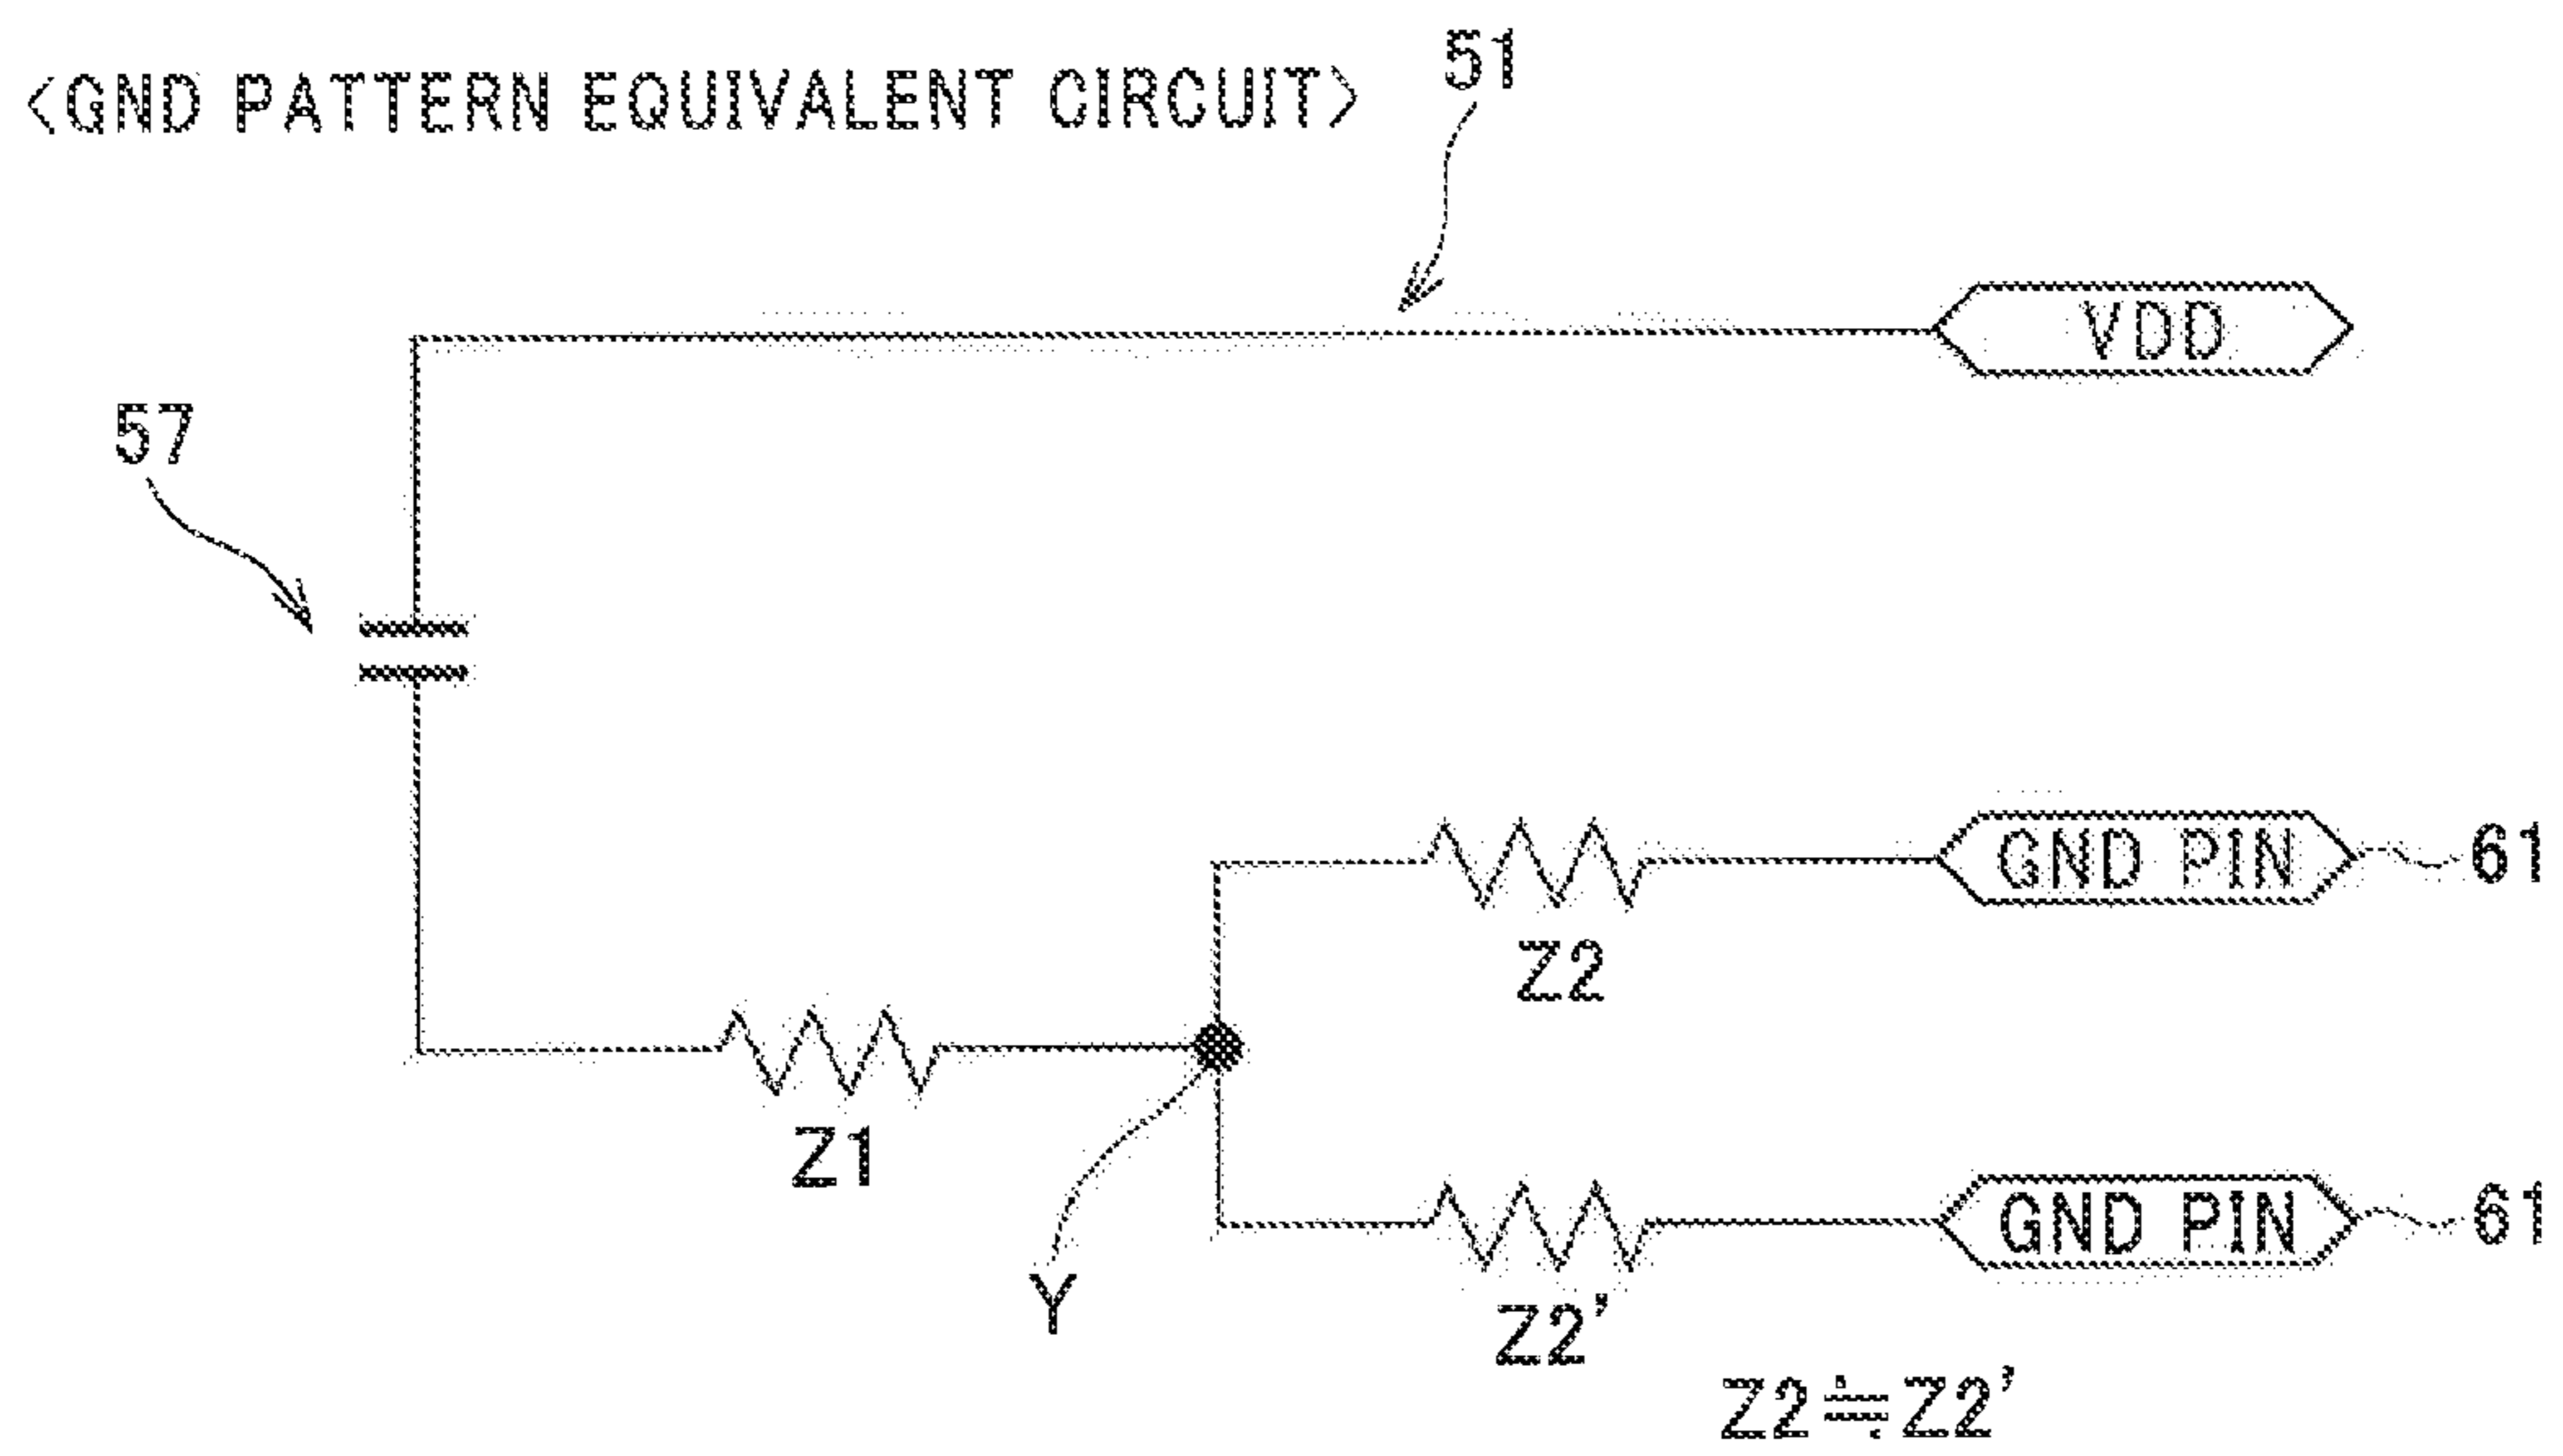 <GND PATTERN EQUIVALENT CIRCUIT>
51
VDD
57
GND PIN
61
Z2
Z1
GND PIN
61
Y
Z2'
Z2≒Z2'